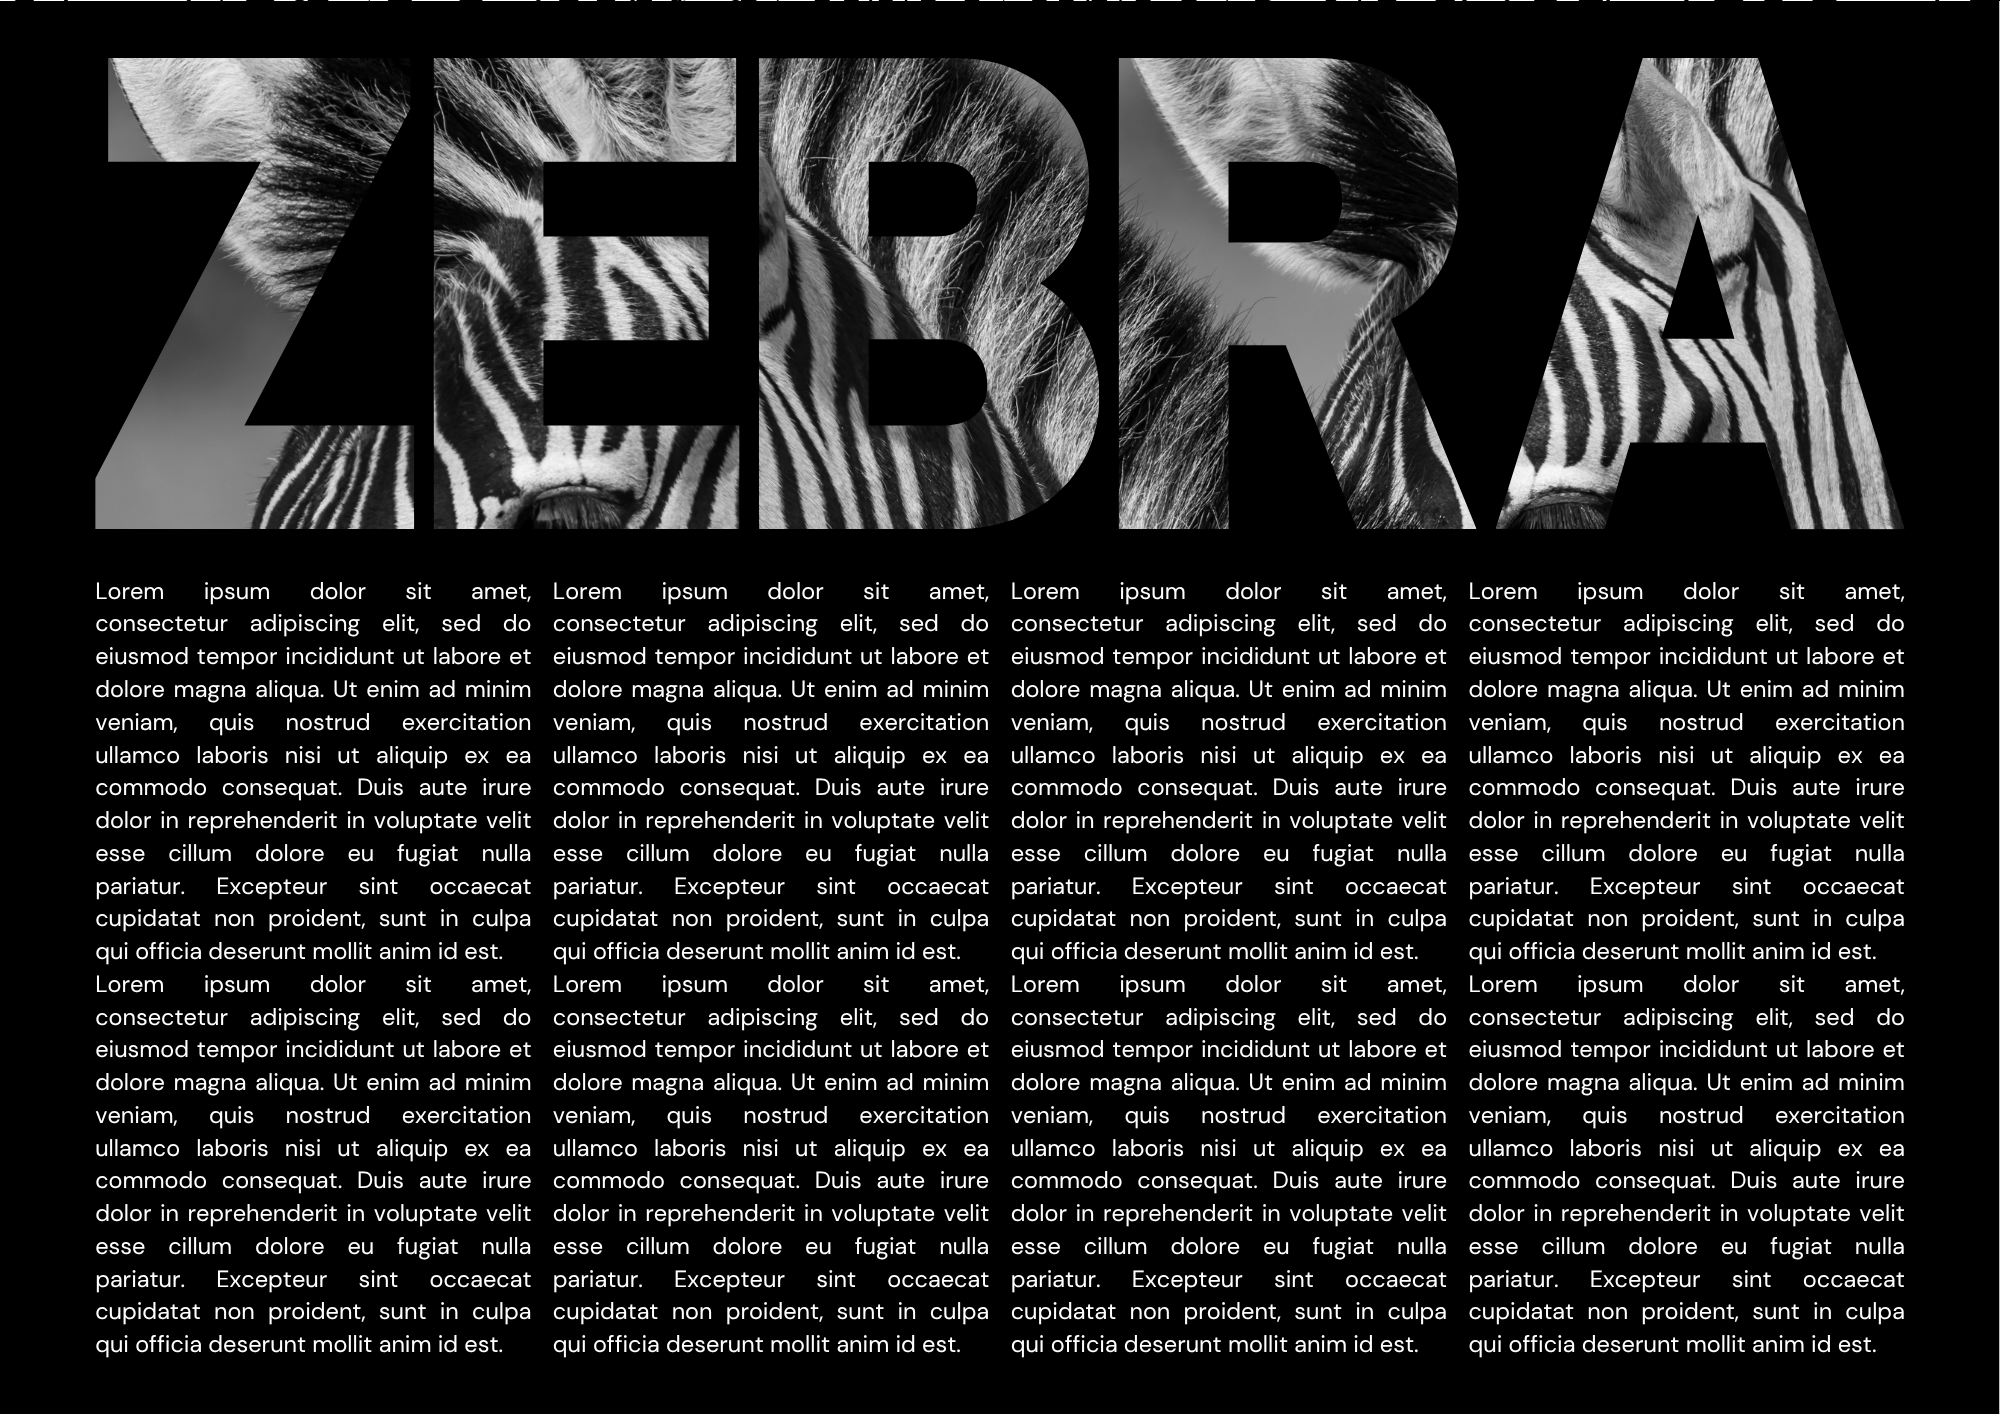 ZEBRA
Lorem ipsum dolor sit amet,
consectetur adipiscing elit, sed do
eiusmod tempor incididunt ut labore et
dolore magna aliqua. Ut enim ad minim
veniam, quis nostrud exercitation
ullamco laboris nisi ut aliquip ex ea
commodo consequat. Duis aute irure
dolor in reprehenderit in voluptate velit
esse cillum dolore eu fugiat nulla
pariatur. Excepteur sint occaecat
cupidatat non proident, sunt in culpa
qui officia deserunt mollit anim id est.
Lorem ipsum dolor sit amet,
consectetur adipiscing elit, sed do
eiusmod tempor incididunt ut labore et
dolore magna aliqua. Ut enim ad minim
veniam, quis nostrud exercitation
ullamco laboris nisi ut aliquip ex ea
commodo consequat. Duis aute irure
dolor in reprehenderit in voluptate velit
esse cillum dolore eu fugiat nulla
pariatur. Excepteur sint occaecat
cupidatat non proident, sunt in culpa
qui officia deserunt mollit anim id est.
Lorem ipsum dolor sit amet,
consectetur adipiscing elit, sed do
eiusmod tempor incididunt ut labore et
dolore magna aliqua. Ut enim ad minim
veniam, quis nostrud exercitation
ullamco laboris nisi ut aliquip ex ea
commodo consequat. Duis aute irure
dolor in reprehenderit in voluptate velit
esse cillum dolore eu fugiat nulla
pariatur. Excepteur sint occaecat
cupidatat non proident, sunt in culpa
qui officia deserunt mollit anim id est.
Lorem ipsum dolor sit amet,
consectetur adipiscing elit, sed do
eiusmod tempor incididunt ut labore et
dolore magna aliqua. Ut enim ad minim
veniam, quis nostrud exercitation
ullamco laboris nisi ut aliquip ex ea
commodo consequat. Duis aute irure
dolor in reprehenderit in voluptate velit
esse cillum dolore eu fugiat nulla
pariatur. Excepteur sint occaecat
cupidatat non proident, sunt in culpa
qui officia deserunt mollit anim id est.
Lorem ipsum dolor sit amet,
consectetur adipiscing elit, sed do
eiusmod tempor incididunt ut labore et
dolore magna aliqua. Ut enim ad minim
veniam, quis nostrud exercitation
ullamco laboris nisi ut aliquip ex ea
commodo consequat. Duis aute irure
dolor in reprehenderit in voluptate velit
esse cillum dolore eu fugiat nulla
pariatur. Excepteur sint occaecat
cupidatat non proident, sunt in culpa
qui officia deserunt mollit anim id est.
Lorem ipsum dolor sit amet,
consectetur adipiscing elit, sed do
eiusmod tempor incididunt ut labore et
dolore magna aliqua. Ut enim ad minim
veniam, quis nostrud exercitation
ullamco laboris nisi ut aliquip ex ea
commodo consequat. Duis aute irure
dolor in reprehenderit in voluptate velit
esse cillum dolore eu fugiat nulla
pariatur. Excepteur sint occaecat
cupidatat non proident, sunt in culpa
qui officia deserunt mollit anim id est.
Lorem ipsum dolor sit amet,
consectetur adipiscing elit, sed do
eiusmod tempor incididunt ut labore et
dolore magna aliqua. Ut enim ad minim
veniam, quis nostrud exercitation
ullamco laboris nisi ut aliquip ex ea
commodo consequat. Duis aute irure
dolor in reprehenderit in voluptate velit
esse cillum dolore eu fugiat nulla
pariatur. Excepteur sint occaecat
cupidatat non proident, sunt in culpa
qui officia deserunt mollit anim id est.
Lorem ipsum dolor sit amet,
consectetur adipiscing elit, sed do
eiusmod tempor incididunt ut labore et
dolore magna aliqua. Ut enim ad minim
veniam, quis nostrud exercitation
ullamco laboris nisi ut aliquip ex ea
commodo consequat. Duis aute irure
dolor in reprehenderit in voluptate velit
esse cillum dolore eu fugiat nulla
pariatur. Excepteur sint occaecat
cupidatat non proident, sunt in culpa
qui officia deserunt mollit anim id est.